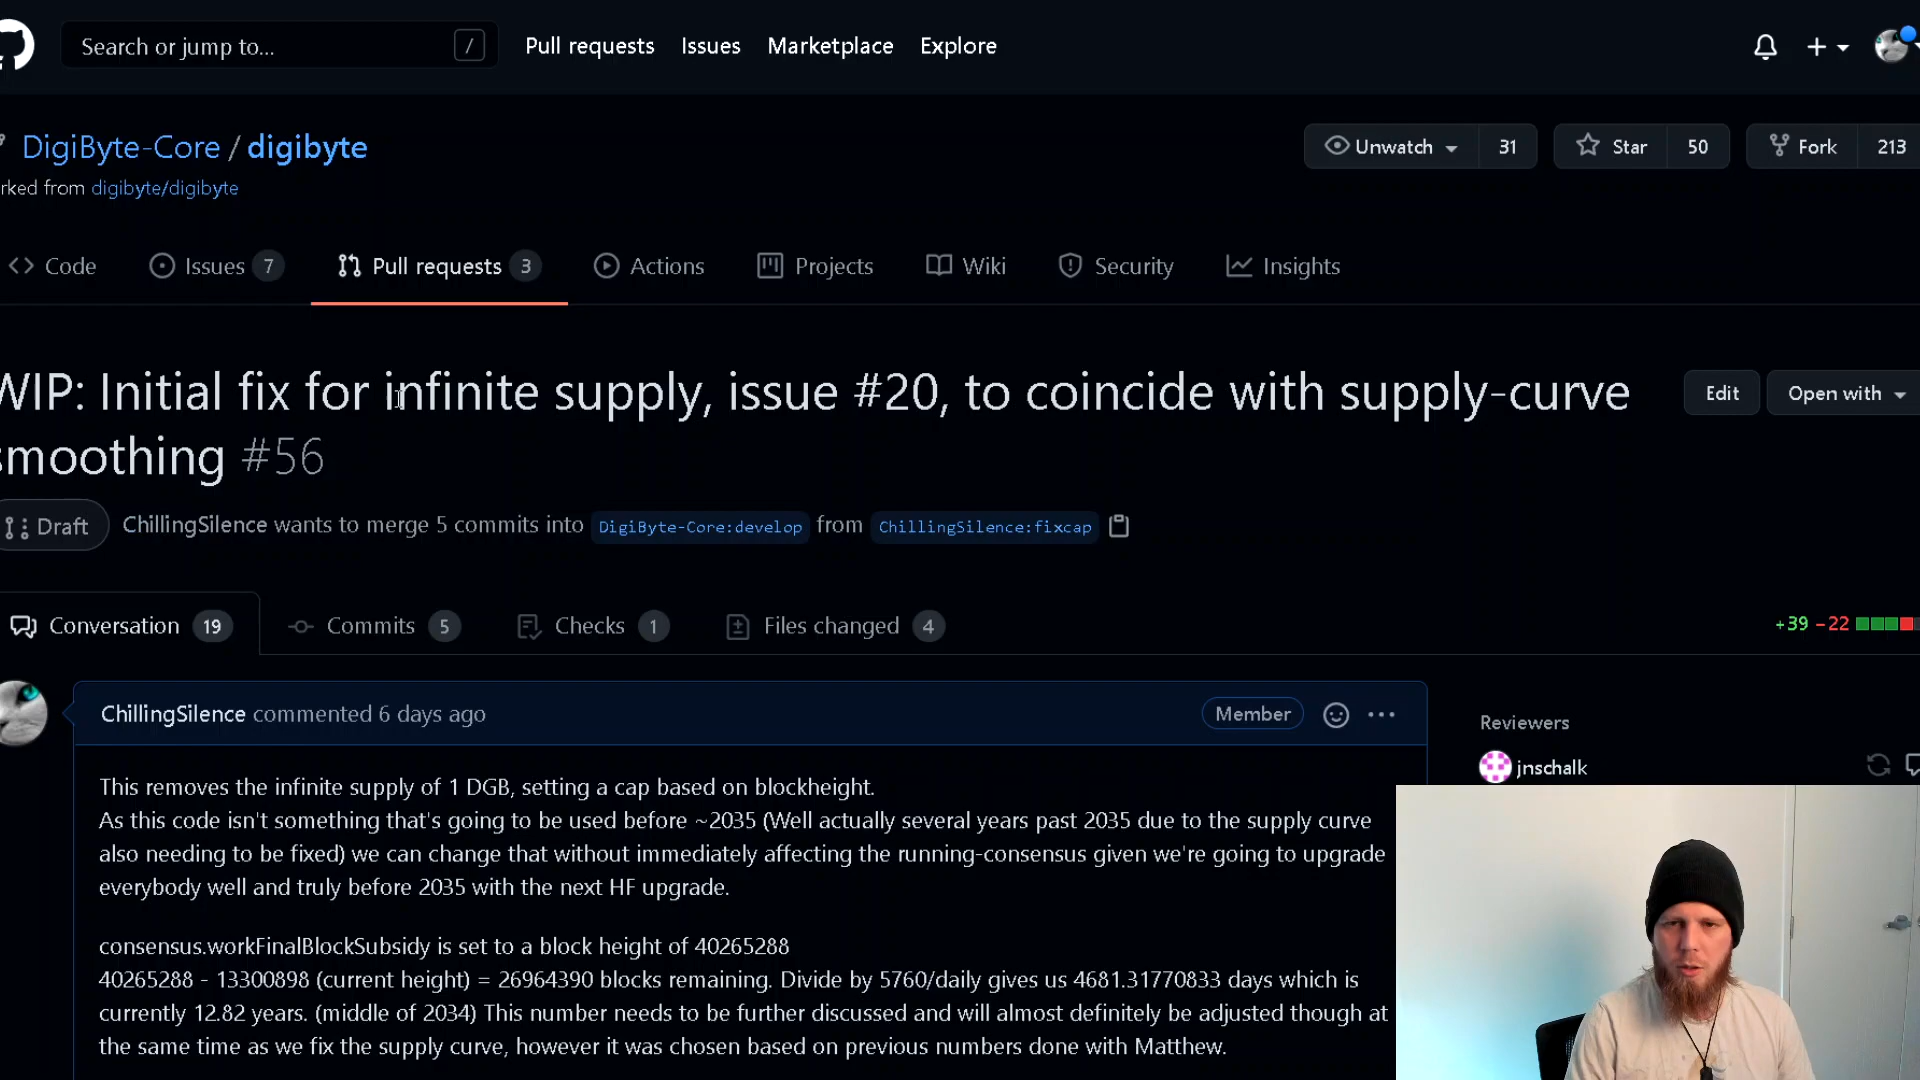 Search or jump to... /
Pull requests Issues Marketplace Explore
DigiByte-Core / digibyte
Unwatch 31 Star 50 Fork 213
rked from digibyte/digibyte
Code Issues 7 Pull requests 3 Actions Projects Wiki Security Insights
WIP: Initial fix for infinite supply, issue #20, to coincide with supply-curve
smoothing #56
Edit Open with
Draft ChillingSilence wants to merge 5 commits into DigiByte-Core:develop from ChillingSilence:fixcap
Conversation 19 Commits 5 Checks 1 Files changed 4
+39 −22
ChillingSilence commented 6 days ago Member
Reviewers
jnschalk
This removes the infinite supply of 1 DGB, setting a cap based on blockheight.
As this code isn't something that's going to be used before ~2035 (Well actually several years past 2035 due to the supply curve
also needing to be fixed) we can change that without immediately affecting the running-consensus given we're going to upgrade
everybody well and truly before 2035 with the next HF upgrade.
consensus.workFinalBlockSubsidy is set to a block height of 40265288
40265288 - 13300898 (current height) = 26964390 blocks remaining. Divide by 5760/daily gives us 4681.31770833 days which is
currently 12.82 years. (middle of 2034) This number needs to be further discussed and will almost definitely be adjusted though at
the same time as we fix the supply curve, however it was chosen based on previous numbers done with Matthew.